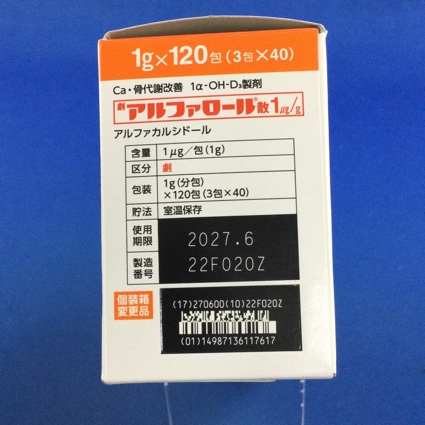 1g×120包(3包×40)
Ca・骨代謝改善 1α-OH-D₃製剤
劇 アルファロール®散1μg/g
アルファカルシドール
含量 1μg/包(1g)
区分 劇
包装 1g(分包)
×120包(3包×40)
貯法 室温保存
使用期限 2027.6
製造番号 22F020Z
個装箱
変更品
(17)270600(10)22F020Z
(01)14987136117617